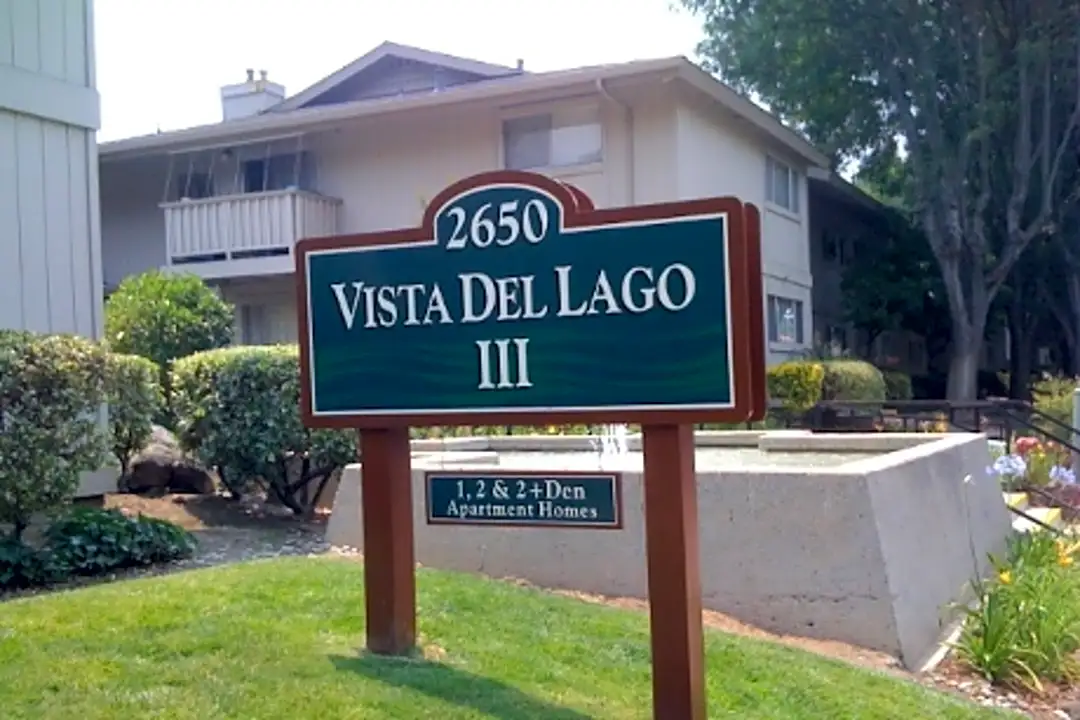 2650
VISTA DEL LAGO
III
1, 2 & 2+Den
Apartment Homes